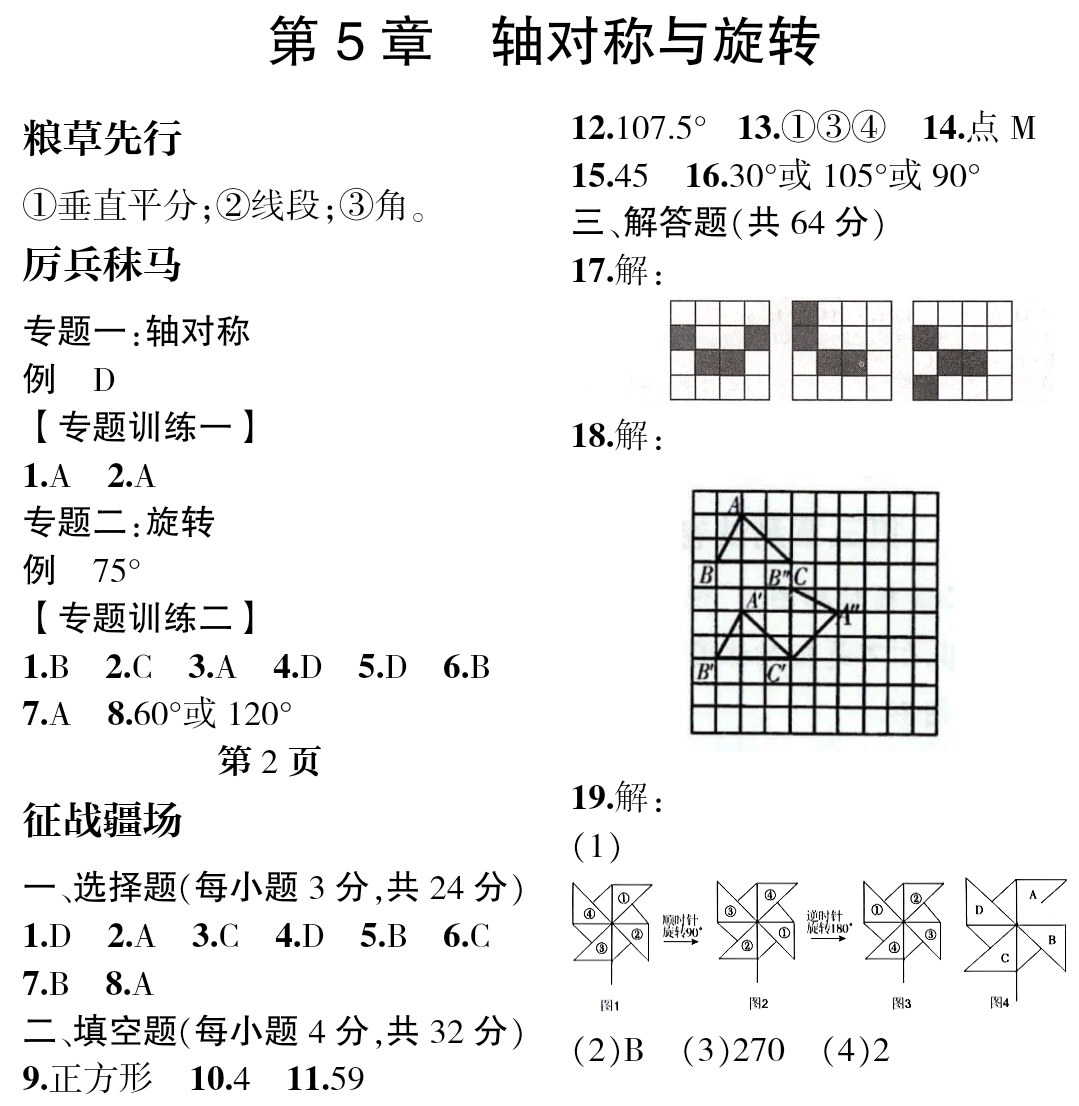 第 5 章 轴对称与旋转
粮草先行
①垂直平分;②线段;③角。
厉兵秣马
专题一:轴对称
例 D
【专题训练一】
1.A 2.A
专题二:旋转
例 75°
【专题训练二】
1.B 2.C 3.A 4.D 5.D 6.B
7.A 8.60°或 120°
第 2 页
征战疆场
一、选择题(每小题 3 分,共 24 分)
1.D 2.A 3.C 4.D 5.B 6.C
7.B 8.A
二、填空题(每小题 4 分,共 32 分)
9.正方形 10.4 11.59
12.107.5° 13.①③④ 14.点 M
15.45 16.30°或 105°或 90°
三、解答题(共 64 分)
17.解:
18.解:
A
B B″ C
A′ A″
B′ C′
19.解:
(1)
① ② ③ ④
顺时针
旋转90°
④ ① ② ③
逆时针
旋转180°
② ③ ④ ①
A B C D
图1 图2 图3 图4
(2)B (3)270 (4)2